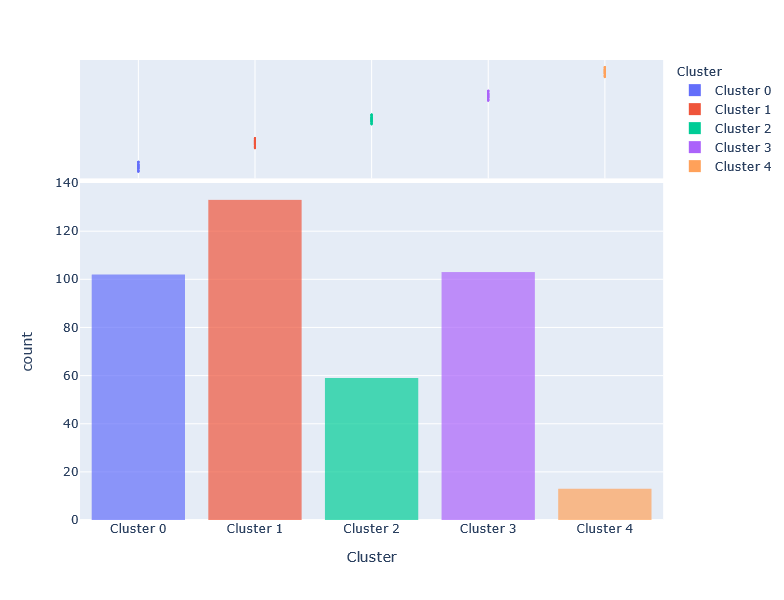 Cluster
Cluster 0
Cluster 1
Cluster 2
Cluster 3
Cluster 4
140
120
100
80
60
40
20
0
count
Cluster 0
Cluster 1
Cluster 2
Cluster 3
Cluster 4
Cluster